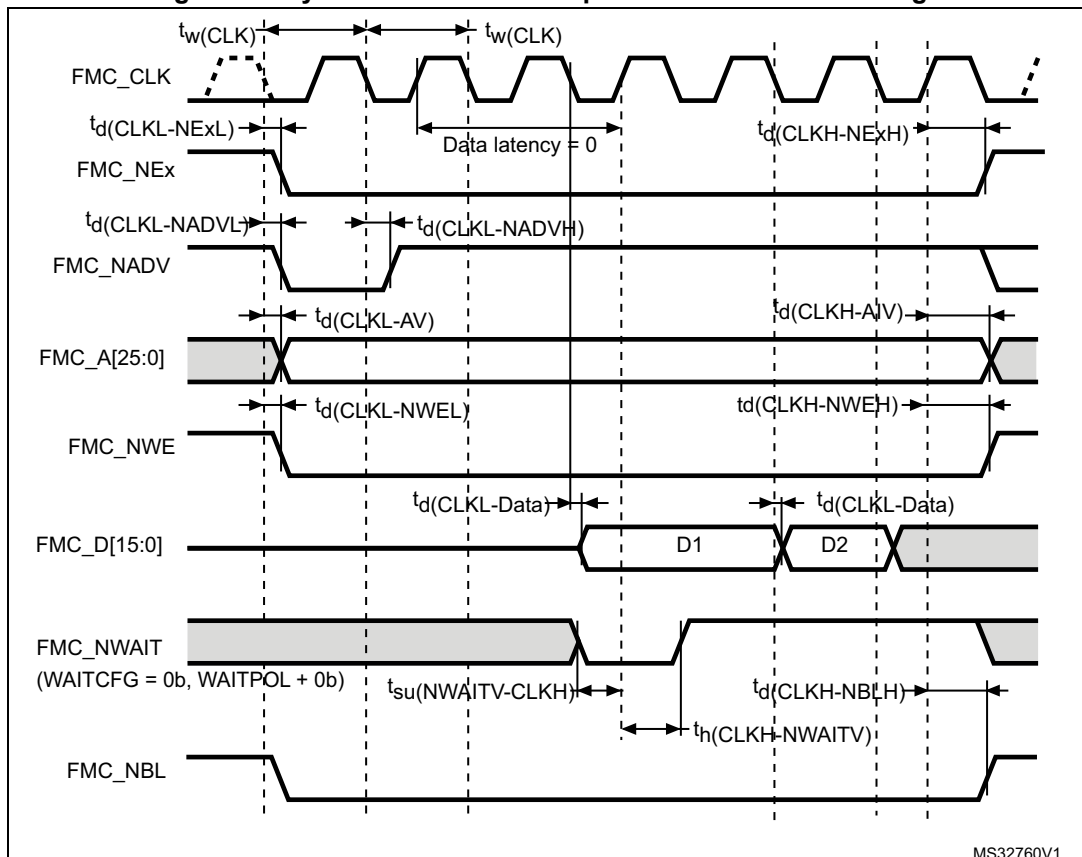 tw(CLK) tw(CLK)
FMC_CLK
td(CLKL-NExL) Data latency = 0 td(CLKH-NExH)
FMC_NEx
td(CLKL-NADVL) td(CLKL-NADVH)
FMC_NADV
td(CLKL-AV) td(CLKH-AIV)
FMC_A[25:0]
td(CLKL-NWEL) td(CLKH-NWEH)
FMC_NWE
td(CLKL-Data) td(CLKL-Data)
FMC_D[15:0] D1 D2
FMC_NWAIT
(WAITCFG = 0b, WAITPOL + 0b)
tsu(NWAITV-CLKH) td(CLKH-NBLH)
th(CLKH-NWAITV)
FMC_NBL
MS32760V1